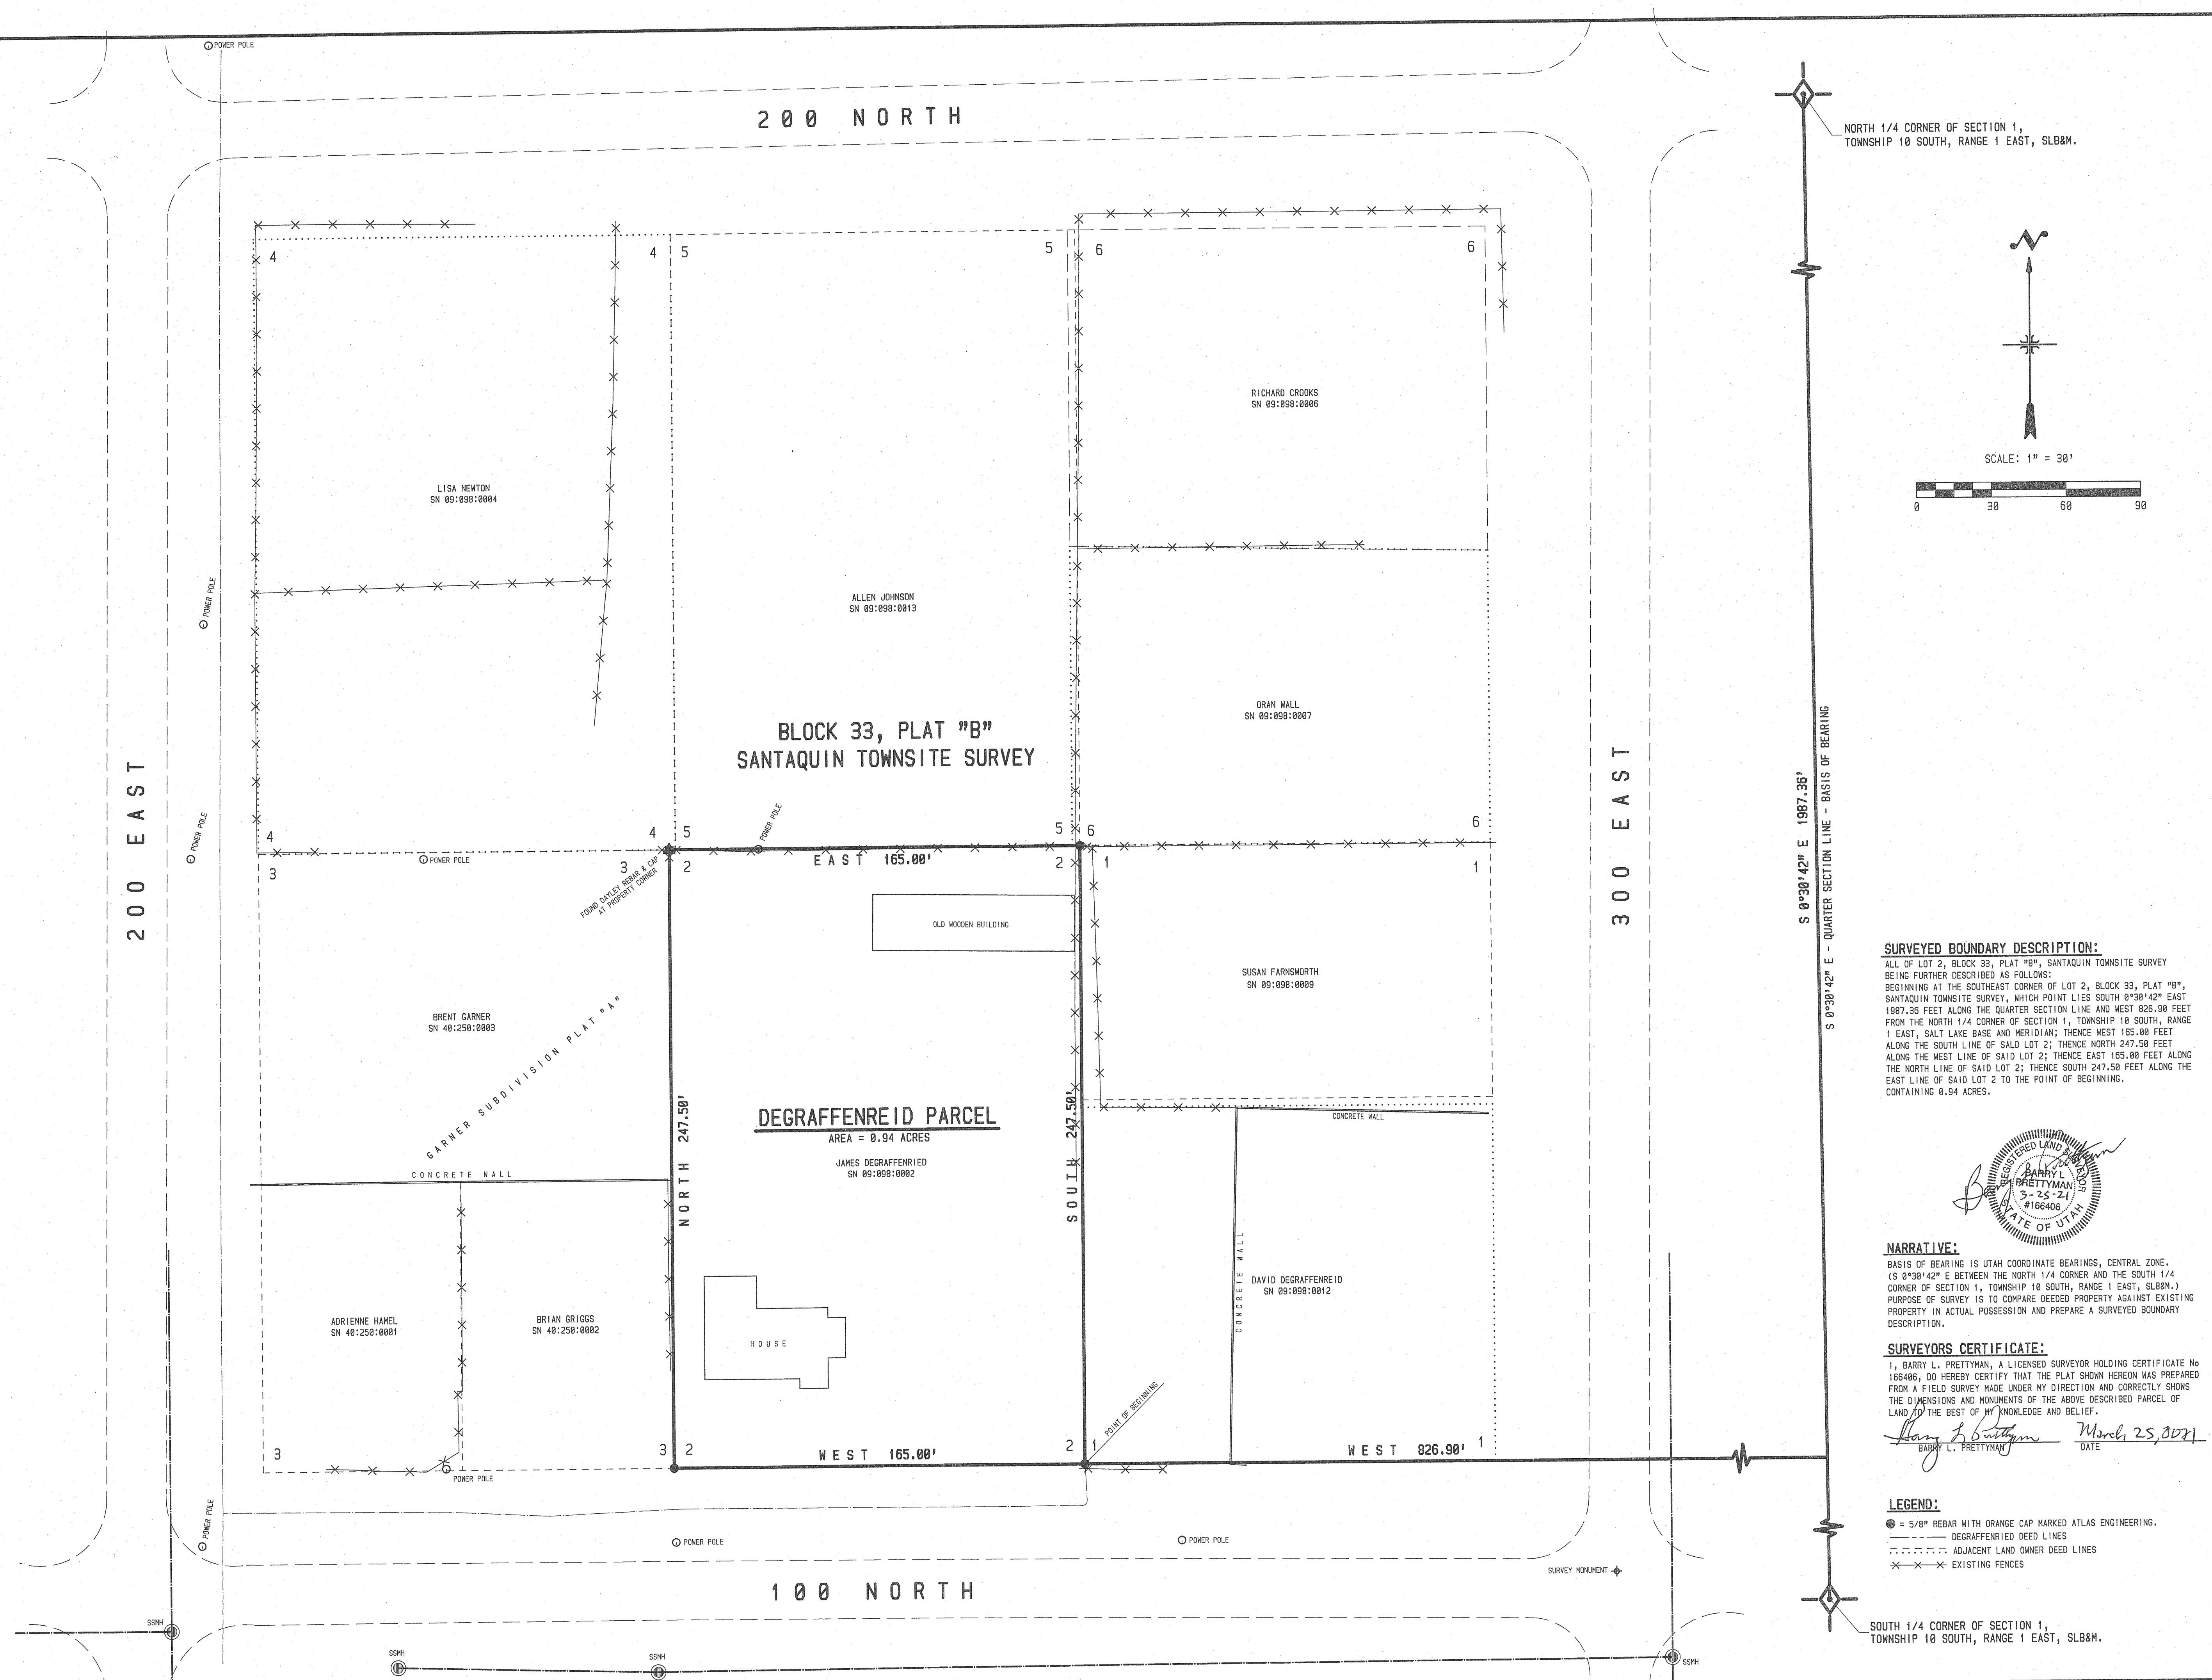 POWER POLE
200 NORTH
NORTH 1/4 CORNER OF SECTION 1,
TOWNSHIP 10 SOUTH, RANGE 1 EAST, SLB&M.
4
4
5
5
6
6
N
RICHARD CROOKS
SN 09:098:0006
SCALE: 1" = 30'
0
30
60
90
LISA NEWTON
SN 09:098:0004
ALLEN JOHNSON
SN 09:098:0013
POWER POLE
ORAN WALL
SN 09:098:0007
BLOCK 33, PLAT "B"
SANTAQUIN TOWNSITE SURVEY
200 EAST
300 EAST
S 0°30'42" E 1987.36'
S 0°30'42" E - QUARTER SECTION LINE - BASIS OF BEARING
POWER POLE
POWER POLE
4
4
5
5
6
6
POWER POLE
EAST 165.00'
3
3
2
2
1
1
FOUND DAYLEY REBAR & CAP
AT PROPERTY CORNER
OLD WOODEN BUILDING
SUSAN FARNSWORTH
SN 09:098:0009
BRENT GARNER
SN 40:250:0003
GARNER SUBDIVISION PLAT "A"
SURVEYED BOUNDARY DESCRIPTION:
ALL OF LOT 2, BLOCK 33, PLAT "B", SANTAQUIN TOWNSITE SURVEY
BEING FURTHER DESCRIBED AS FOLLOWS:
BEGINNING AT THE SOUTHEAST CORNER OF LOT 2, BLOCK 33, PLAT "B",
SANTAQUIN TOWNSITE SURVEY, WHICH POINT LIES SOUTH 0°30'42" EAST
1987.36 FEET ALONG THE QUARTER SECTION LINE AND WEST 826.90 FEET
FROM THE NORTH 1/4 CORNER OF SECTION 1, TOWNSHIP 10 SOUTH, RANGE
1 EAST, SALT LAKE BASE AND MERIDIAN; THENCE WEST 165.00 FEET
ALONG THE SOUTH LINE OF SALD LOT 2; THENCE NORTH 247.50 FEET
ALONG THE WEST LINE OF SAID LOT 2; THENCE EAST 165.00 FEET ALONG
THE NORTH LINE OF SAID LOT 2; THENCE SOUTH 247.50 FEET ALONG THE
EAST LINE OF SAID LOT 2 TO THE POINT OF BEGINNING.
CONTAINING 0.94 ACRES.
NORTH 247.50'
DEGRAFFENREID PARCEL
AREA = 0.94 ACRES
JAMES DEGRAFFENRIED
SN 09:098:0002
SOUTH 247.50'
CONCRETE WALL
CONCRETE WALL
CONCRETE WALL
REGISTERED LAND SURVEYOR
BARRY L
PRETTYMAN
3-25-21
#166406
STATE OF UTAH
NARRATIVE:
BASIS OF BEARING IS UTAH COORDINATE BEARINGS, CENTRAL ZONE.
(S 0°30'42" E BETWEEN THE NORTH 1/4 CORNER AND THE SOUTH 1/4
CORNER OF SECTION 1, TOWNSHIP 10 SOUTH, RANGE 1 EAST, SLB&M.)
PURPOSE OF SURVEY IS TO COMPARE DEEDED PROPERTY AGAINST EXISTING
PROPERTY IN ACTUAL POSSESSION AND PREPARE A SURVEYED BOUNDARY
DESCRIPTION.
DAVID DEGRAFFENREID
SN 09:098:0012
ADRIENNE HAMEL
SN 40:250:0001
BRIAN GRIGGS
SN 40:250:0002
HOUSE
SURVEYORS CERTIFICATE:
I, BARRY L. PRETTYMAN, A LICENSED SURVEYOR HOLDING CERTIFICATE No
166406, DO HEREBY CERTIFY THAT THE PLAT SHOWN HEREON WAS PREPARED
FROM A FIELD SURVEY MADE UNDER MY DIRECTION AND CORRECTLY SHOWS
THE DIMENSIONS AND MONUMENTS OF THE ABOVE DESCRIBED PARCEL OF
LAND TO THE BEST OF MY KNOWLEDGE AND BELIEF.
Barry L Prettyman
March 25, 2021
BARRY L. PRETTYMAN
DATE
POINT OF BEGINNING
3
3
2
2
1
1
WEST 165.00'
WEST 826.90'
POWER POLE
POWER POLE
POWER POLE
POWER POLE
LEGEND:
= 5/8" REBAR WITH ORANGE CAP MARKED ATLAS ENGINEERING.
DEGRAFFENRIED DEED LINES
ADJACENT LAND OWNER DEED LINES
EXISTING FENCES
SURVEY MONUMENT
100 NORTH
SSMH
SSMH
SSMH
SSMH
SOUTH 1/4 CORNER OF SECTION 1,
TOWNSHIP 10 SOUTH, RANGE 1 EAST, SLB&M.